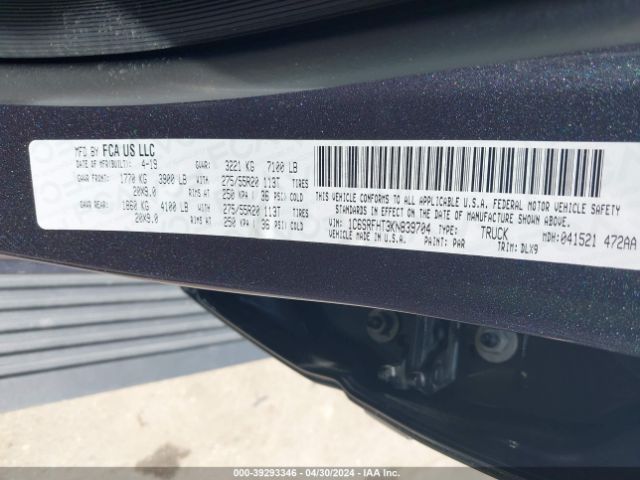 MFD BY FCA US LLC
DATE OF MFR(BUILT): 4-19 GVWR: 3221 KG 7100 LB
GAWR FRONT: 1770 KG 3900 LB WITH 275/55R20 113T TIRES
20X9.0 RIMS AT 250 KPA / 36 PSI COLD
GAWR REAR: 1860 KG 4100 LB WITH 275/55R20 113T TIRES
20X9.0 RIMS AT 250 KPA / 36 PSI COLD
THIS VEHICLE CONFORMS TO ALL APPLICABLE U.S.A. FEDERAL MOTOR VEHICLE SAFETY
STANDARDS IN EFFECT ON THE DATE OF MANUFACTURE SHOWN ABOVE.
VIN: 1C6SRFHT3KN839704 TYPE: TRUCK MDH: 041521 472AA
VEHICLE MADE IN U.S.A. PAINT: PAR TRIM: DLX9
000-39293346 / 04/30/2024 / IAAI.COM